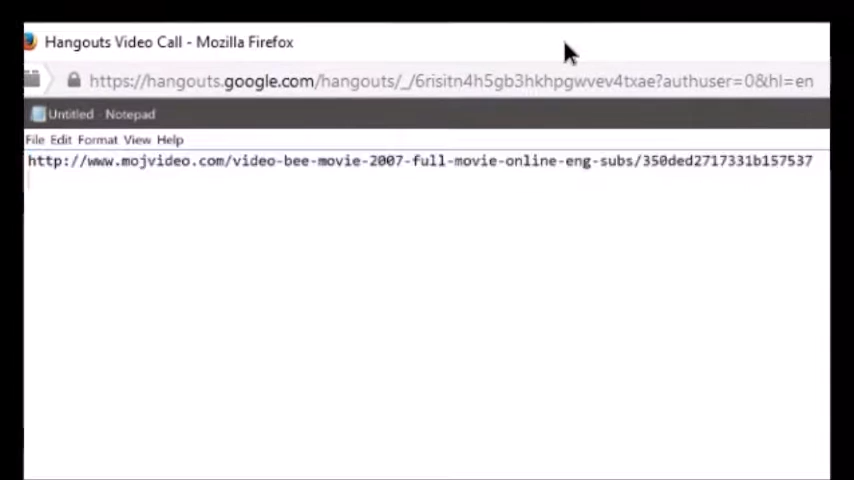 Hangouts Video Call - Mozilla Firefox
https://hangouts.google.com/hangouts/_/6risitn4h5gb3hkhpgwvev4txae?authuser=0&hl=en
Untitled - Notepad
File Edit Format View Help
http://www.mojvideo.com/video-bee-movie-2007-full-movie-online-eng-subs/350ded2717331b157537